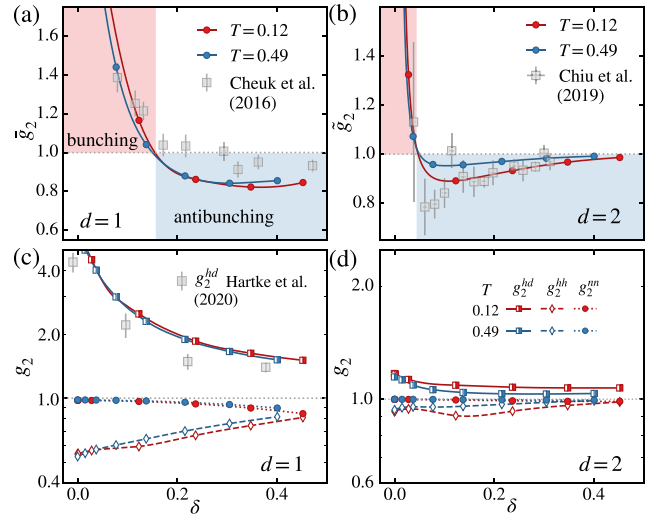 (a)
T = 0.12
T = 0.49
Cheuk et al.
(2016)
bunching
antibunching
d = 1
ḡ₂
1.6
1.4
1.2
1.0
0.8
0.6
(b)
T = 0.12
T = 0.49
Chiu et al.
(2019)
d = 2
g̃₂
1.4
1.2
1.0
0.8
(c)
g₂ʰᵈ Hartke et al.
(2020)
d = 1
g₂
4.0
2.0
1.0
0.4
0.0 0.2 0.4
δ
(d)
T g₂ʰᵈ g₂ʰʰ g₂ⁿⁿ
0.12
0.49
d = 2
g₂
2.0
1.0
0.6
0.0 0.2 0.4
δ